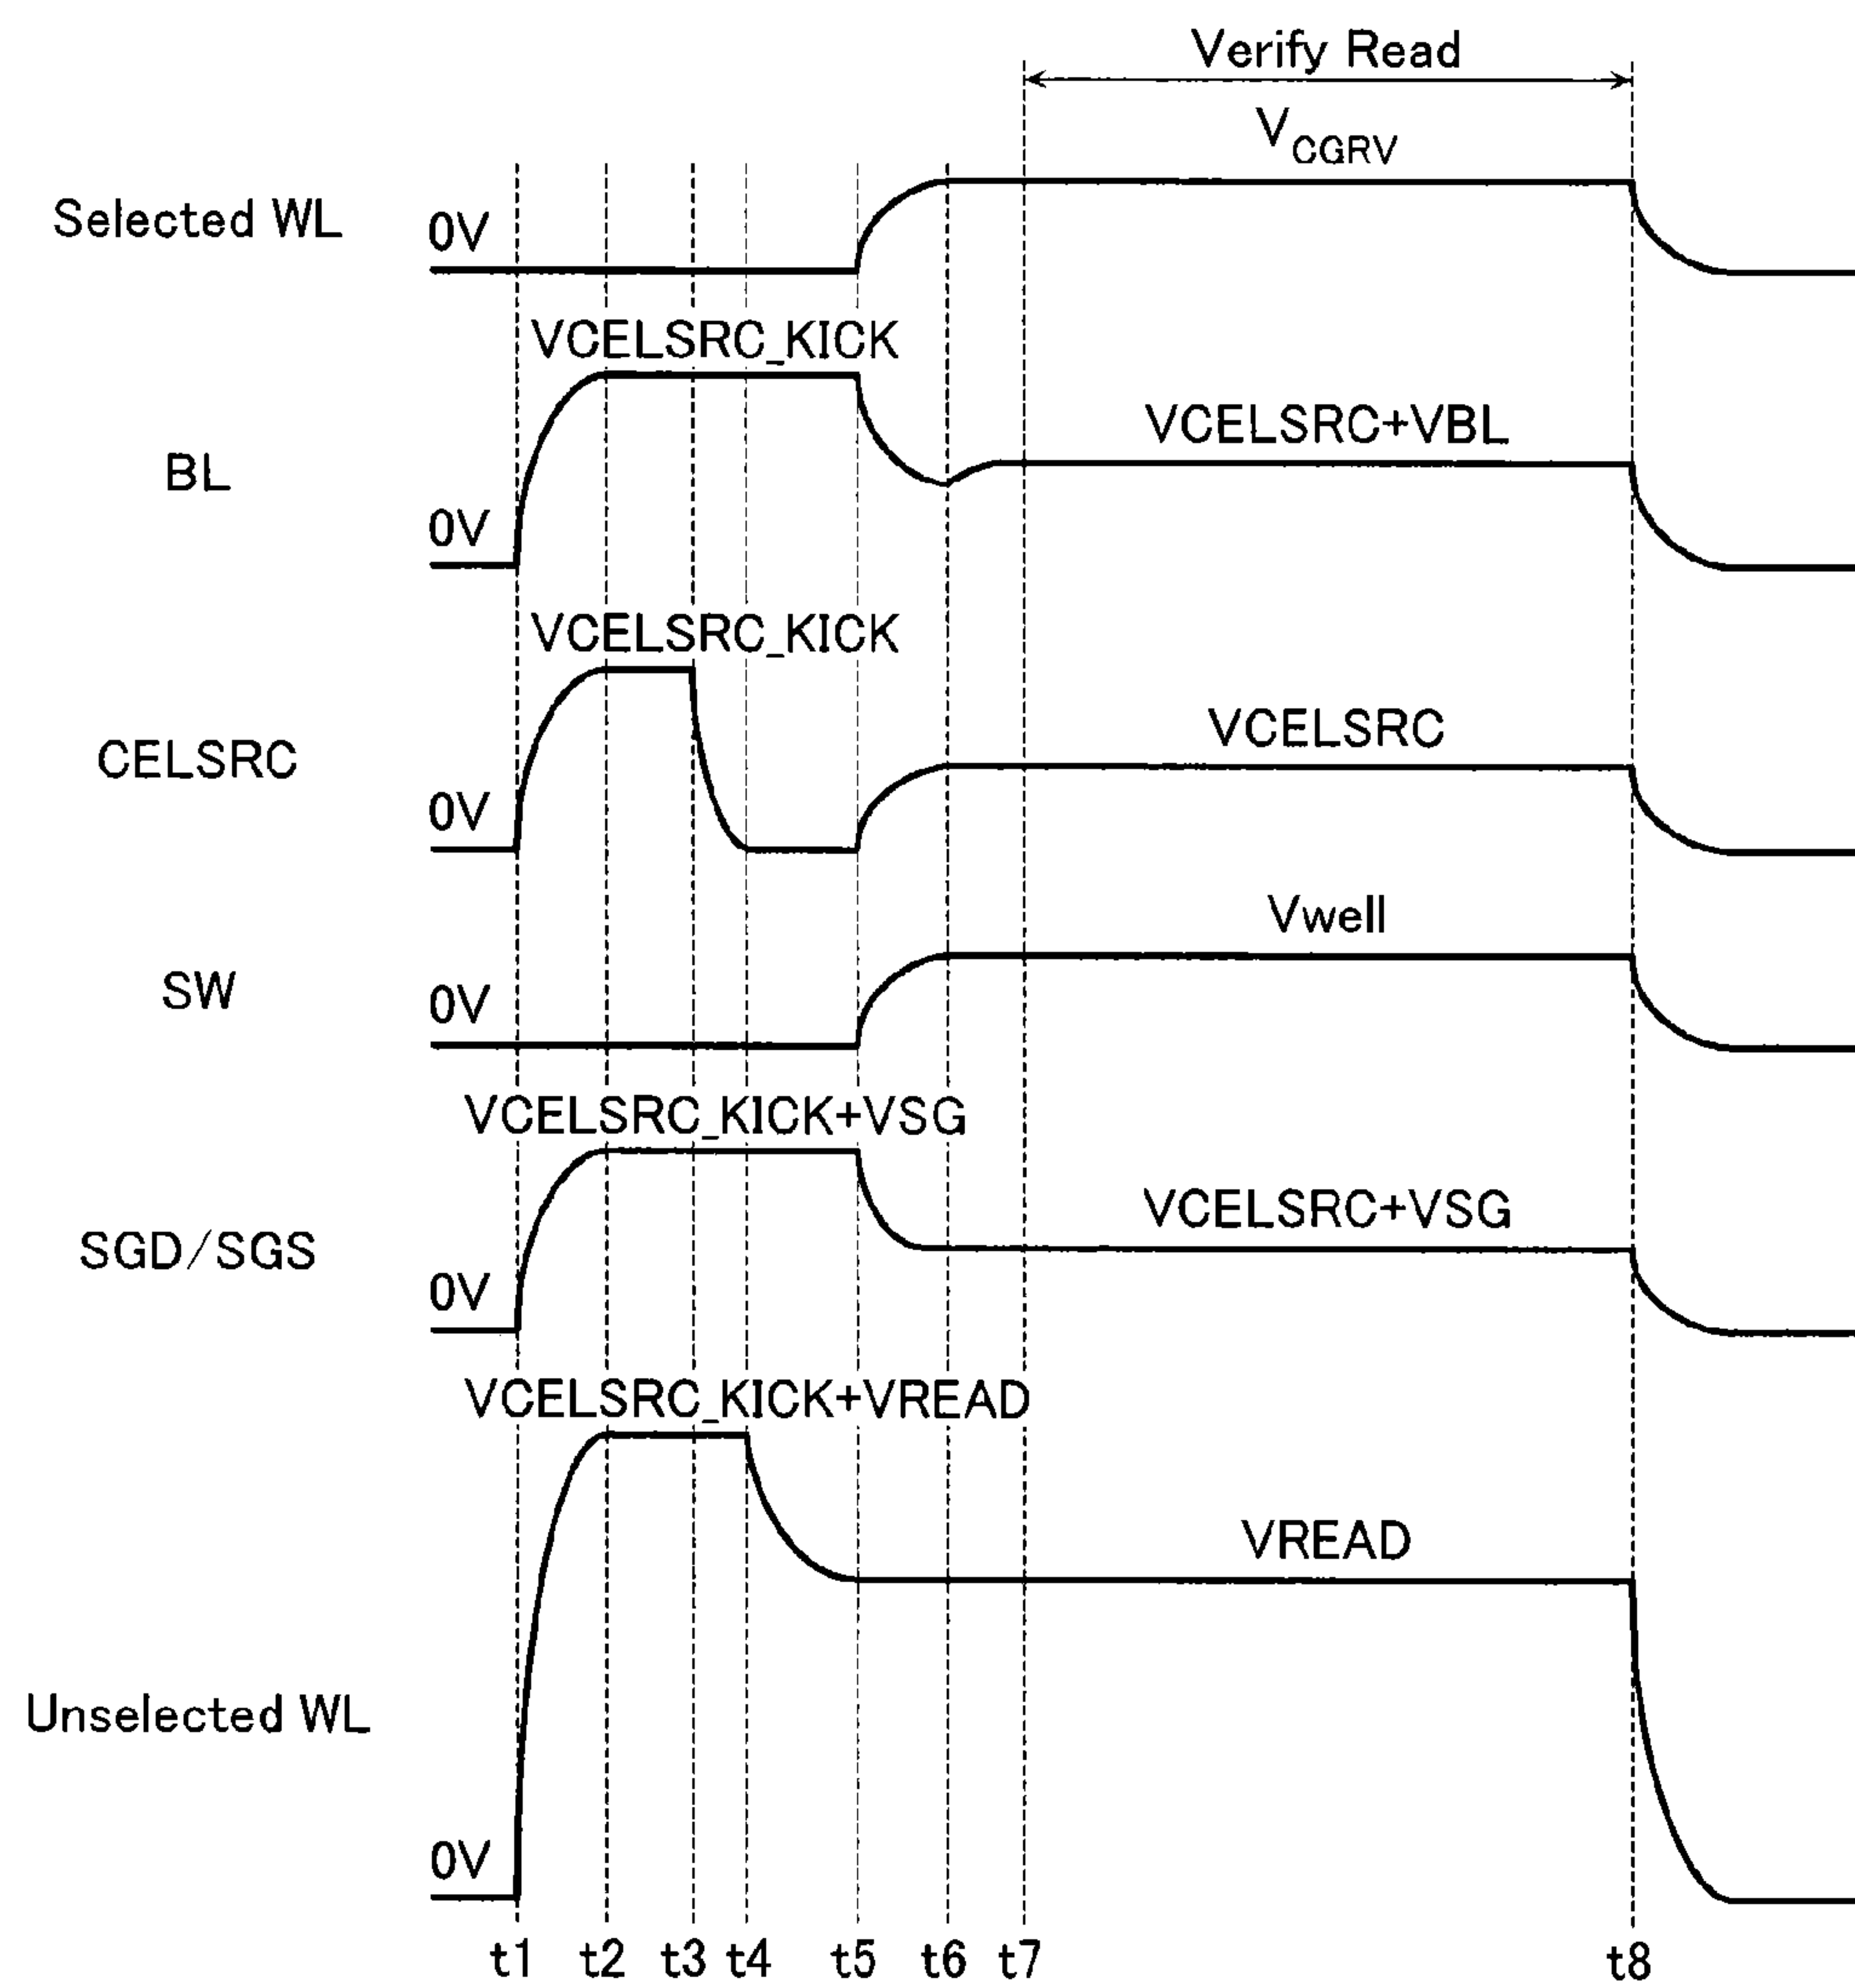 Verify Read
V_CGRV
Selected WL
0V
VCELSRC_KICK
VCELSRC+VBL
BL
0V
VCELSRC_KICK
VCELSRC
CELSRC
0V
Vwell
SW
0V
VCELSRC_KICK+VSG
VCELSRC+VSG
SGD/SGS
0V
VCELSRC_KICK+VREAD
VREAD
Unselected WL
0V
t1 t2 t3 t4 t5 t6 t7 t8